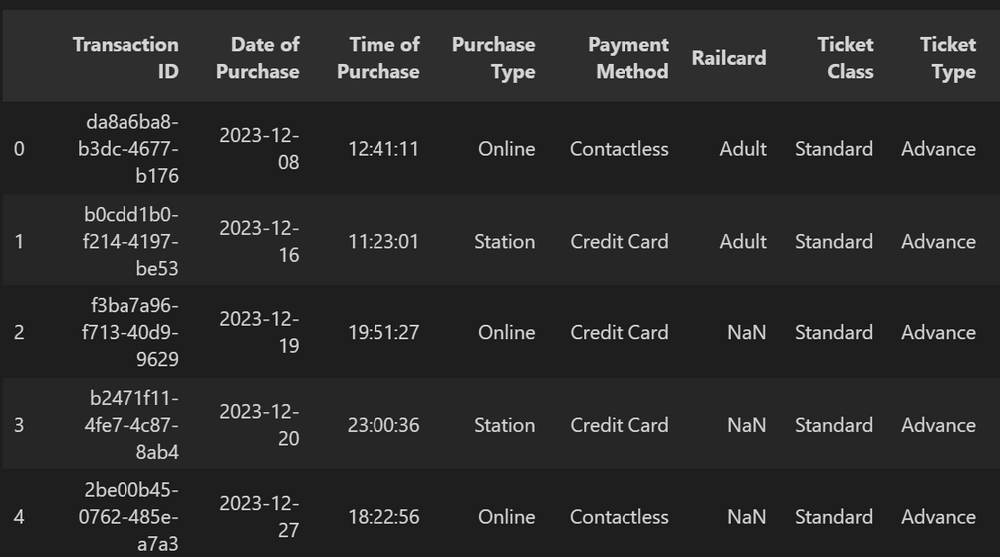 Transaction ID Date of Purchase Time of Purchase Purchase Type Payment Method Railcard Ticket Class Ticket Type
0 da8a6ba8-b3dc-4677-b176 2023-12-08 12:41:11 Online Contactless Adult Standard Advance
1 b0cdd1b0-f214-4197-be53 2023-12-16 11:23:01 Station Credit Card Adult Standard Advance
2 f3ba7a96-f713-40d9-9629 2023-12-19 19:51:27 Online Credit Card NaN Standard Advance
3 b2471f11-4fe7-4c87-8ab4 2023-12-20 23:00:36 Station Credit Card NaN Standard Advance
4 2be00b45-0762-485e-a7a3 2023-12-27 18:22:56 Online Contactless NaN Standard Advance